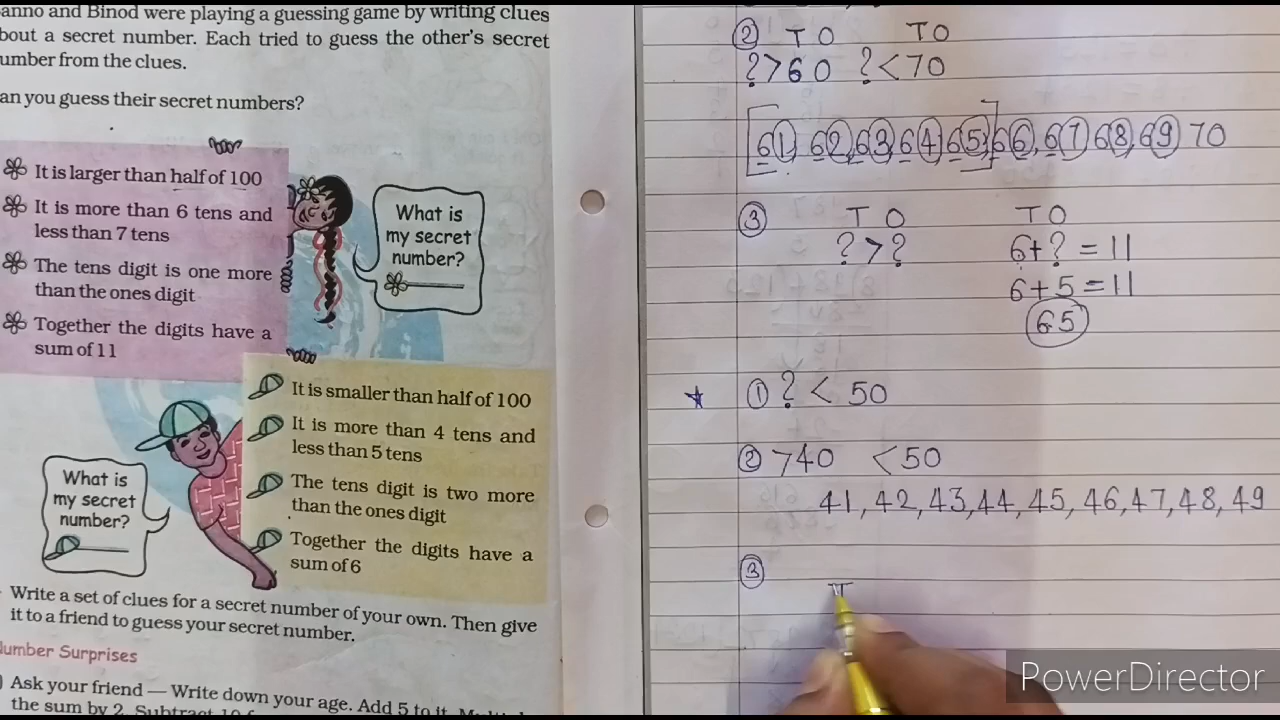 anno and Binod were playing a guessing game by writing clues
bout a secret number. Each tried to guess the other's secret
umber from the clues.
an you guess their secret numbers?
It is larger than half of 100
It is more than 6 tens and
less than 7 tens
The tens digit is one more
than the ones digit
Together the digits have a
sum of 11
What is
my secret
number?
It is smaller than half of 100
It is more than 4 tens and
less than 5 tens
The tens digit is two more
than the ones digit
Together the digits have a
sum of 6
What is
my secret
number?
Write a set of clues for a secret number of your own. Then give
it to a friend to guess your secret number.
Number Surprises
Ask your friend — Write down your age. Add 5 to it.
the sum by 2. Subtract 10
② T O T O
? > 60 ? < 70
[61 62, 63, 64, 65,] 66, 67, 68, 69 70
③ T O T O
? > ? 6 + ? = 11
6 + 5 = 11
65
★ ① ? < 50
② > 40 < 50
41, 42, 43, 44, 45, 46, 47, 48, 49
③
T
PowerDirector